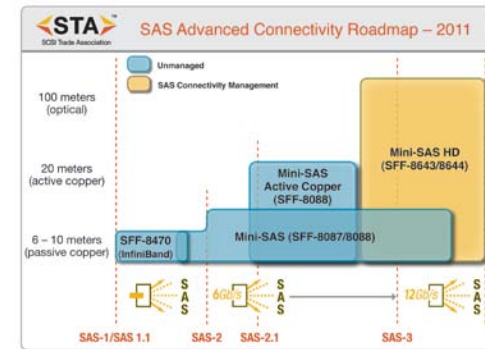 <STA>™
SCSI Trade Association
SAS Advanced Connectivity Roadmap – 2011
Unmanaged
SAS Connectivity Management
100 meters
(optical)
20 meters
(active copper)
6 – 10 meters
(passive copper)
Mini-SAS HD
(SFF-8643/8644)
Mini-SAS
Active Copper
(SFF-8088)
SFF-8470
(InfiniBand)
Mini-SAS (SFF-8087/8088)
SAS
6Gb/s
SAS
12Gb/s
SAS
SAS-1/SAS 1.1
SAS-2
SAS-2.1
SAS-3